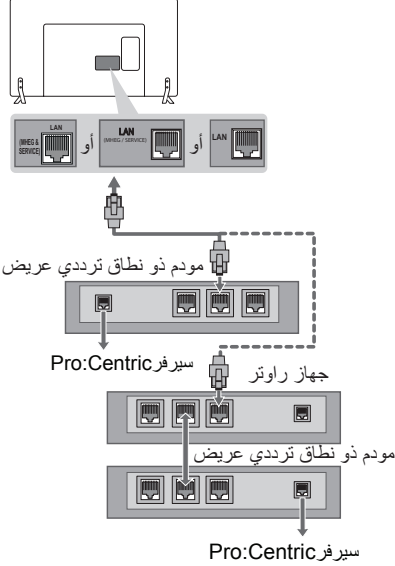 LAN
(MHEG &
SERVICE)
أو
LAN
(MHEG / SERVICE)
أو
LAN
مودم ذو نطاق ترددي عريض
سيرفرPro:Centric
جهاز راوتر
مودم ذو نطاق ترددي عريض
سيرفرPro:Centric